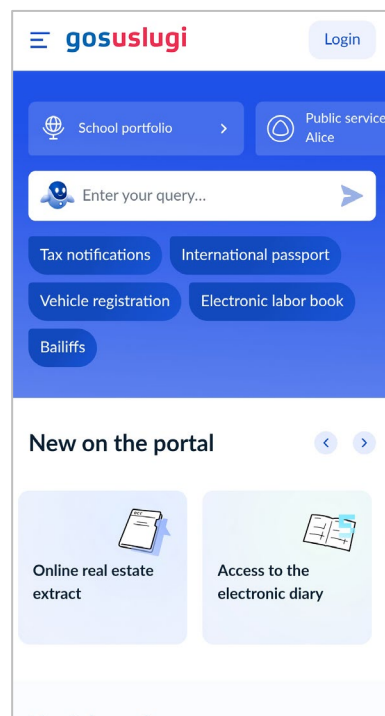 gosuslugi
Login
School portfolio
Public service
Alice
Enter your query...
Tax notifications
International passport
Vehicle registration
Electronic labor book
Bailiffs
New on the portal
Online real estate
extract
Access to the
electronic diary